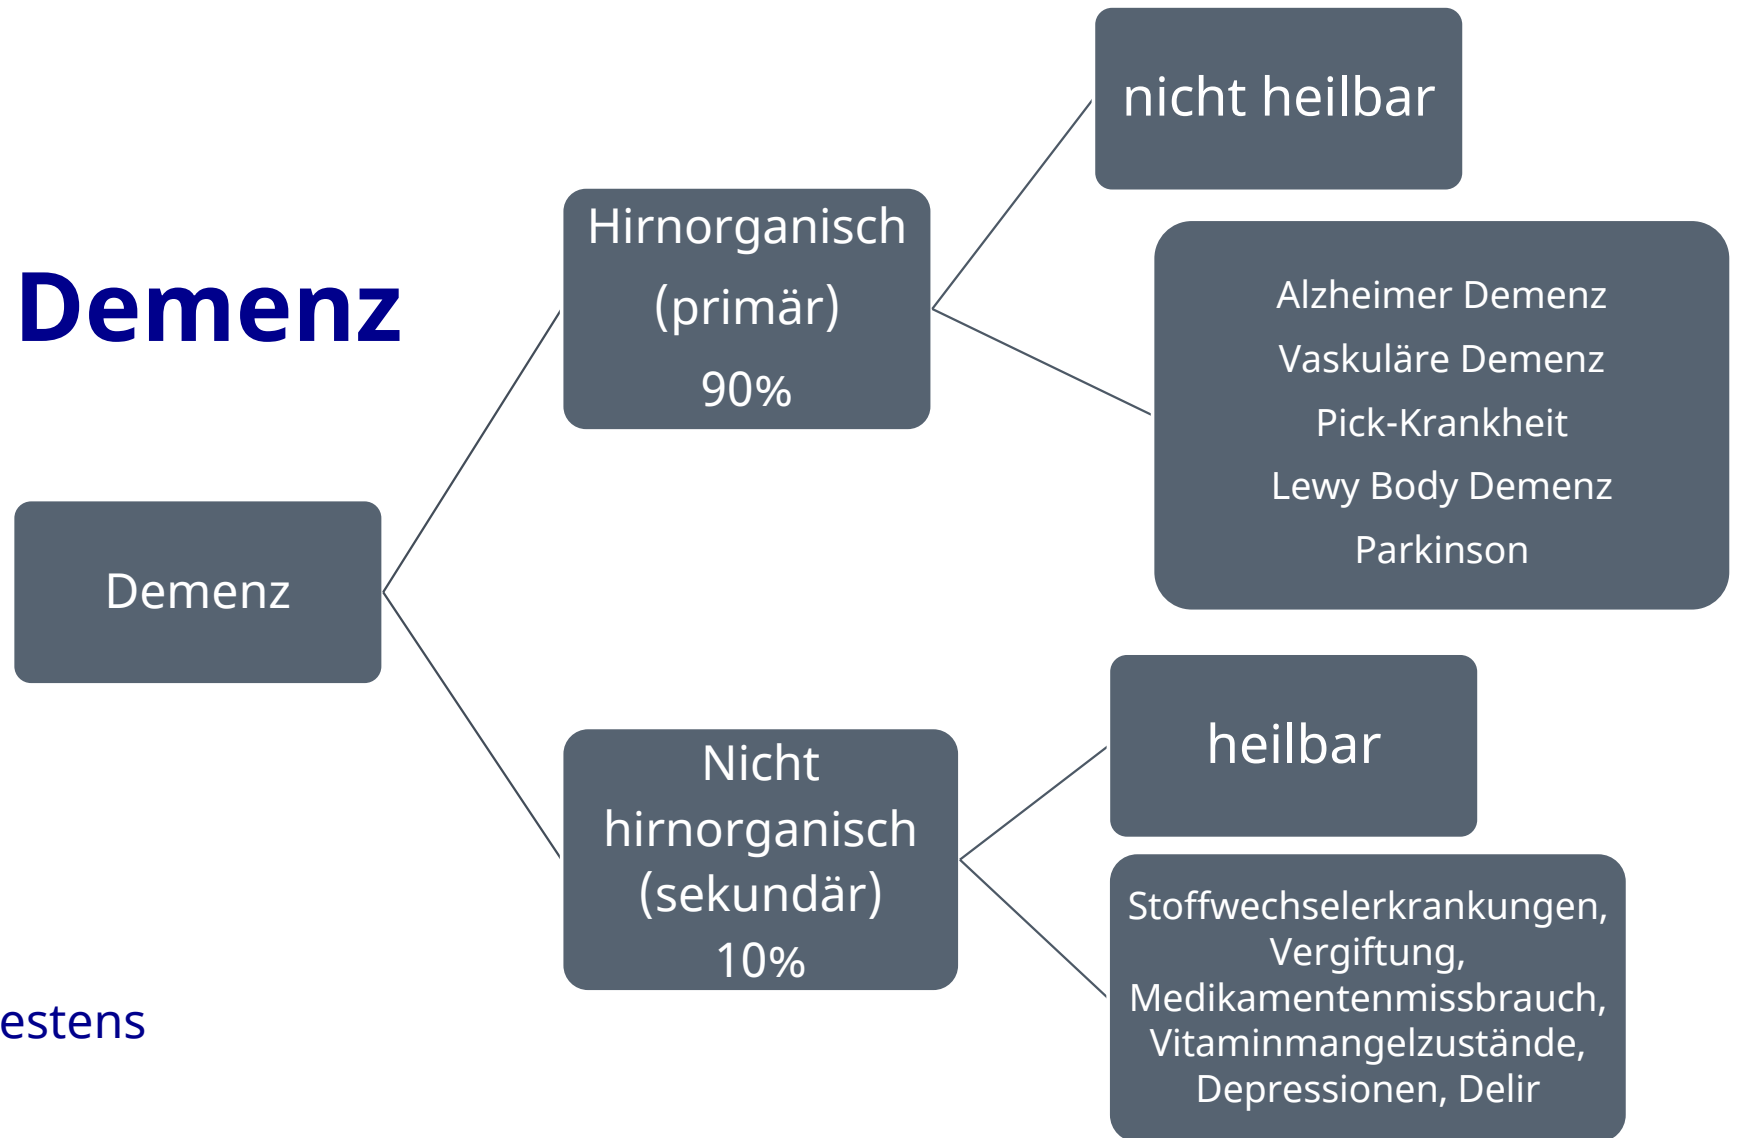 Demenz
Demenz
Hirnorganisch
(primär)
90%
nicht heilbar
Alzheimer Demenz
Vaskuläre Demenz
Pick-Krankheit
Lewy Body Demenz
Parkinson
Nicht
hirnorganisch
(sekundär)
10%
heilbar
Stoffwechselerkrankungen,
Vergiftung,
Medikamentenmissbrauch,
Vitaminmangelzustände,
Depressionen, Delir
estens